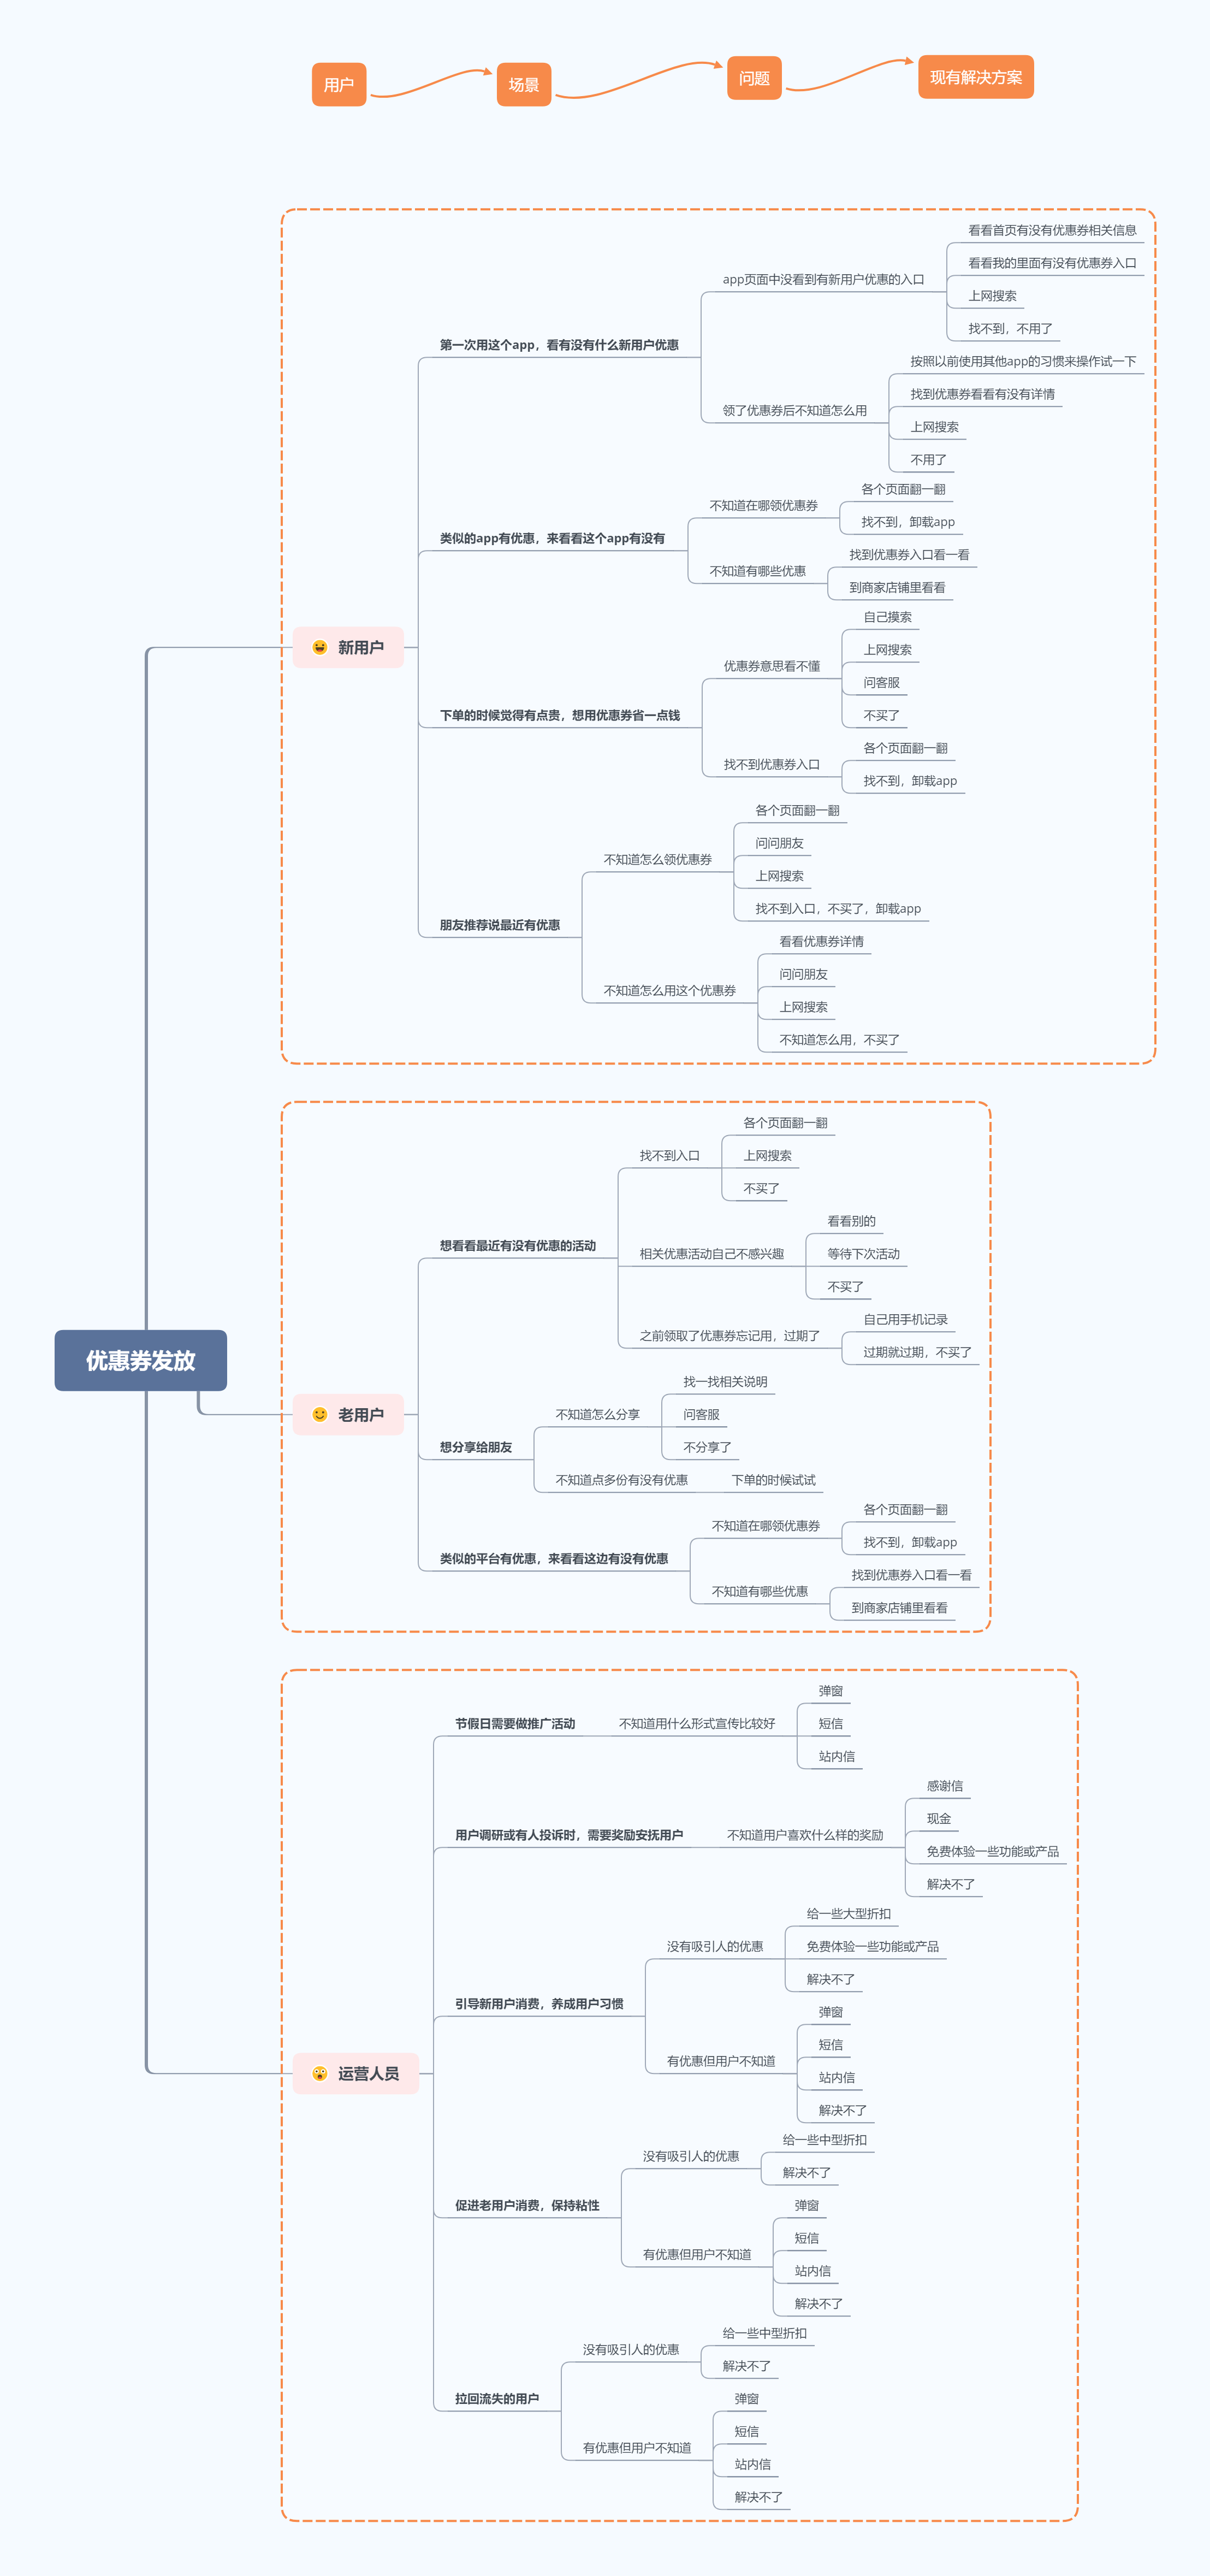 用户
场景
问题
现有解决方案
优惠券发放
新用户
第一次用这个app，看有没有什么新用户优惠
app页面中没看到有新用户优惠的入口
看看首页有没有优惠券相关信息
看看我的里面有没有优惠券入口
上网搜索
找不到，不用了
领了优惠券后不知道怎么用
按照以前使用其他app的习惯来操作试一下
找到优惠券看看有没有详情
上网搜索
不用了
类似的app有优惠，来看看这个app有没有
不知道在哪领优惠券
各个页面翻一翻
找不到，卸载app
不知道有哪些优惠
找到优惠券入口看一看
到商家店铺里看看
下单的时候觉得有点贵，想用优惠券省一点钱
优惠券意思看不懂
自己摸索
上网搜索
问客服
不买了
找不到优惠券入口
各个页面翻一翻
找不到，卸载app
朋友推荐说最近有优惠
不知道怎么领优惠券
各个页面翻一翻
问问朋友
上网搜索
找不到入口，不买了，卸载app
不知道怎么用这个优惠券
看看优惠券详情
问问朋友
上网搜索
不知道怎么用，不买了
老用户
想看看最近有没有优惠的活动
找不到入口
各个页面翻一翻
上网搜索
不买了
相关优惠活动自己不感兴趣
看看别的
等待下次活动
不买了
之前领取了优惠券忘记用，过期了
自己用手机记录
过期就过期，不买了
想分享给朋友
不知道怎么分享
找一找相关说明
问客服
不分享了
不知道点多份有没有优惠
下单的时候试试
类似的平台有优惠，来看看这边有没有优惠
不知道在哪领优惠券
各个页面翻一翻
找不到，卸载app
不知道有哪些优惠
找到优惠券入口看一看
到商家店铺里看看
运营人员
节假日需要做推广活动
不知道用什么形式宣传比较好
弹窗
短信
站内信
用户调研或有人投诉时，需要奖励安抚用户
不知道用户喜欢什么样的奖励
感谢信
现金
免费体验一些功能或产品
解决不了
引导新用户消费，养成用户习惯
没有吸引人的优惠
给一些大型折扣
免费体验一些功能或产品
解决不了
有优惠但用户不知道
弹窗
短信
站内信
解决不了
促进老用户消费，保持粘性
没有吸引人的优惠
给一些中型折扣
解决不了
有优惠但用户不知道
弹窗
短信
站内信
解决不了
拉回流失的用户
没有吸引人的优惠
给一些中型折扣
解决不了
有优惠但用户不知道
弹窗
短信
站内信
解决不了